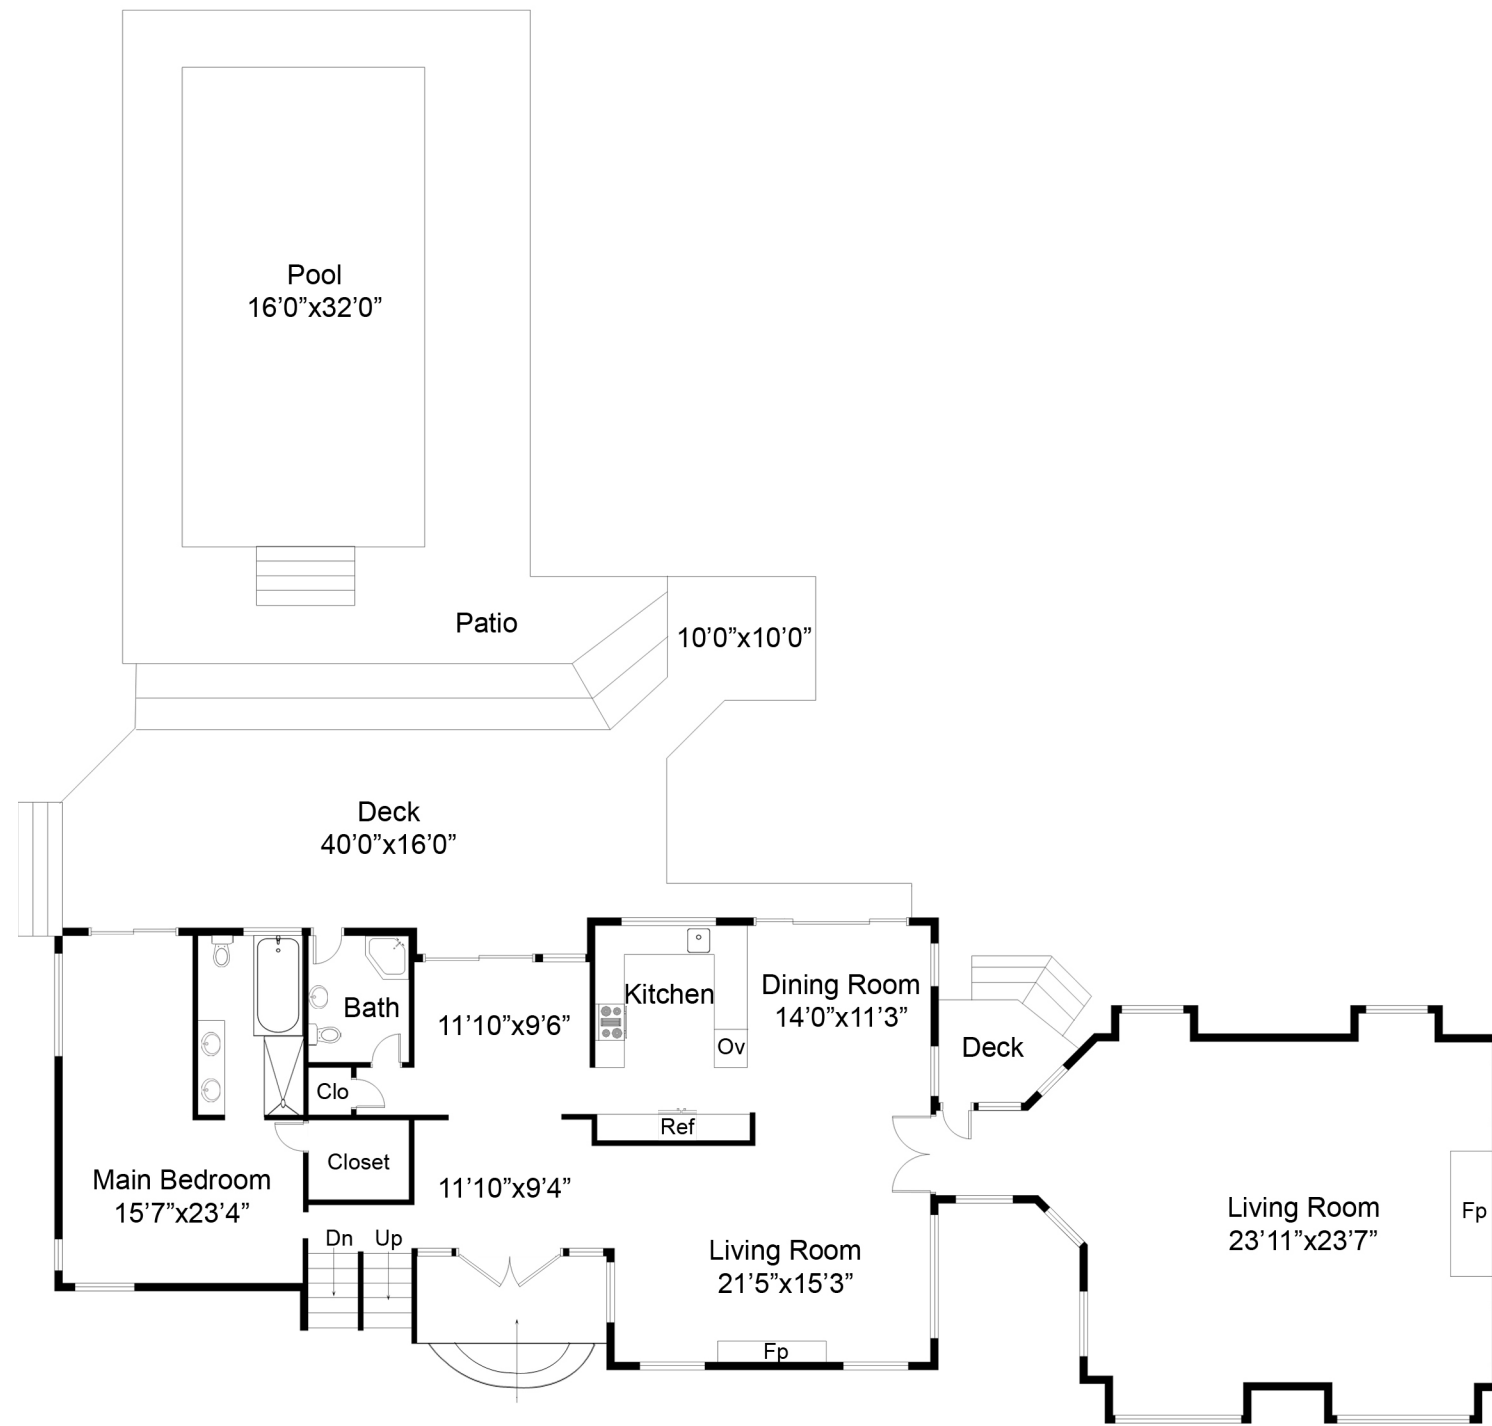 Pool
16’0”x32’0”
Patio
10’0”x10’0”
Deck
40’0”x16’0”
Kitchen
Dining Room
14’0”x11’3”
Bath
11’10”x9’6”
Ov
Deck
Clo
Ref
Closet
Main Bedroom
15’7”x23’4”
11’10”x9’4”
Living Room
23’11”x23’7”
Fp
Dn
Up
Living Room
21’5”x15’3”
Fp